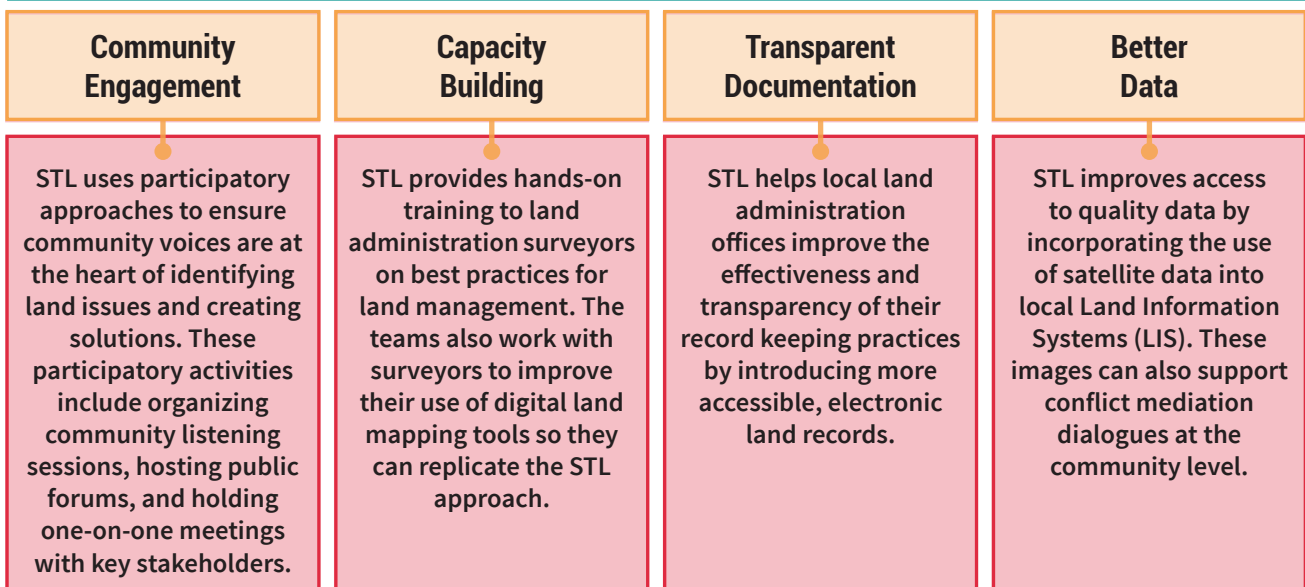 Community
Engagement
STL uses participatory
approaches to ensure
community voices are at
the heart of identifying
land issues and creating
solutions. These
participatory activities
include organizing
community listening
sessions, hosting public
forums, and holding
one-on-one meetings
with key stakeholders.
Capacity
Building
STL provides hands-on
training to land
administration surveyors
on best practices for
land management. The
teams also work with
surveyors to improve
their use of digital land
mapping tools so they
can replicate the STL
approach.
Transparent
Documentation
STL helps local land
administration
offices improve the
effectiveness and
transparency of their
record keeping practices
by introducing more
accessible, electronic
land records.
Better
Data
STL improves access
to quality data by
incorporating the use
of satellite data into
local Land Information
Systems (LIS). These
images can also support
conflict mediation
dialogues at the
community level.